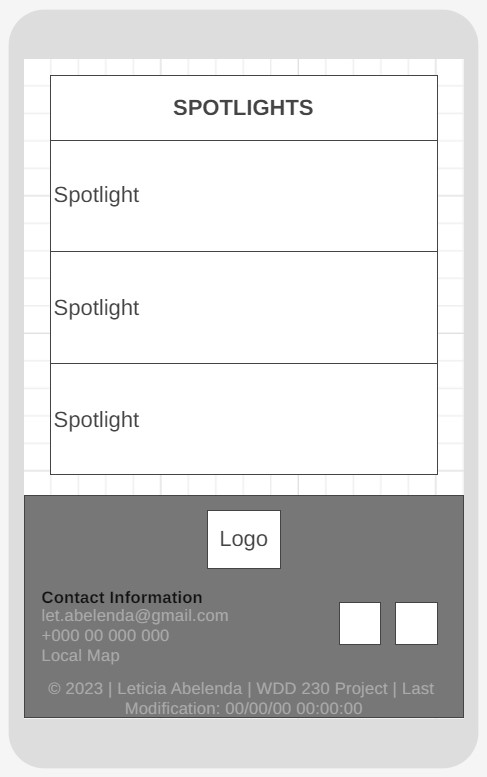 SPOTLIGHTS
Spotlight
Spotlight
Spotlight
Logo
Contact Information
let.abelenda@gmail.com
+000 00 000 000
Local Map
© 2023 | Leticia Abelenda | WDD 230 Project | Last
Modification: 00/00/00 00:00:00